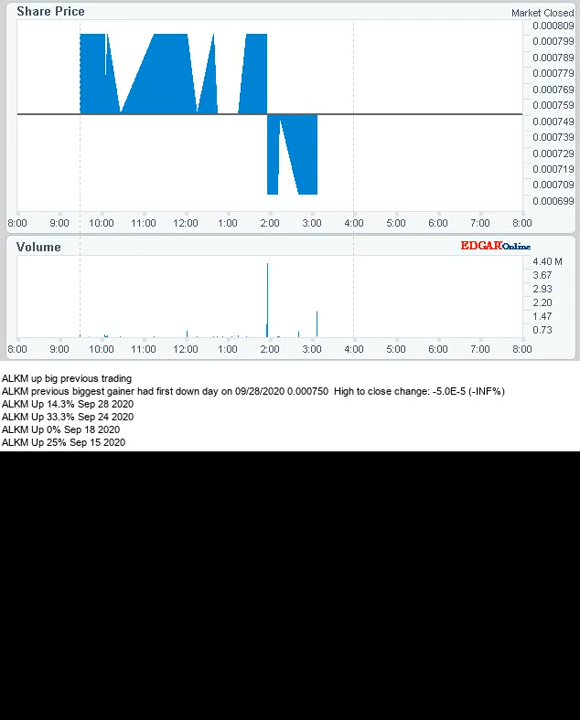 Share Price
Market Closed
0.000809
0.000799
0.000789
0.000779
0.000769
0.000759
0.000749
0.000739
0.000729
0.000719
0.000709
0.000699
8:00 9:00 10:00 11:00 12:00 1:00 2:00 3:00 4:00 5:00 6:00 7:00 8:00
Volume
EDGAR Online
4.40 M
3.67
2.93
2.20
1.47
0.73
8:00 9:00 10:00 11:00 12:00 1:00 2:00 3:00 4:00 5:00 6:00 7:00 8:00
ALKM up big previous trading
ALKM previous biggest gainer had first down day on 09/28/2020 0.000750 High to close change: -5.0E-5 (-INF%)
ALKM Up 14.3% Sep 28 2020
ALKM Up 33.3% Sep 24 2020
ALKM Up 0% Sep 18 2020
ALKM Up 25% Sep 15 2020